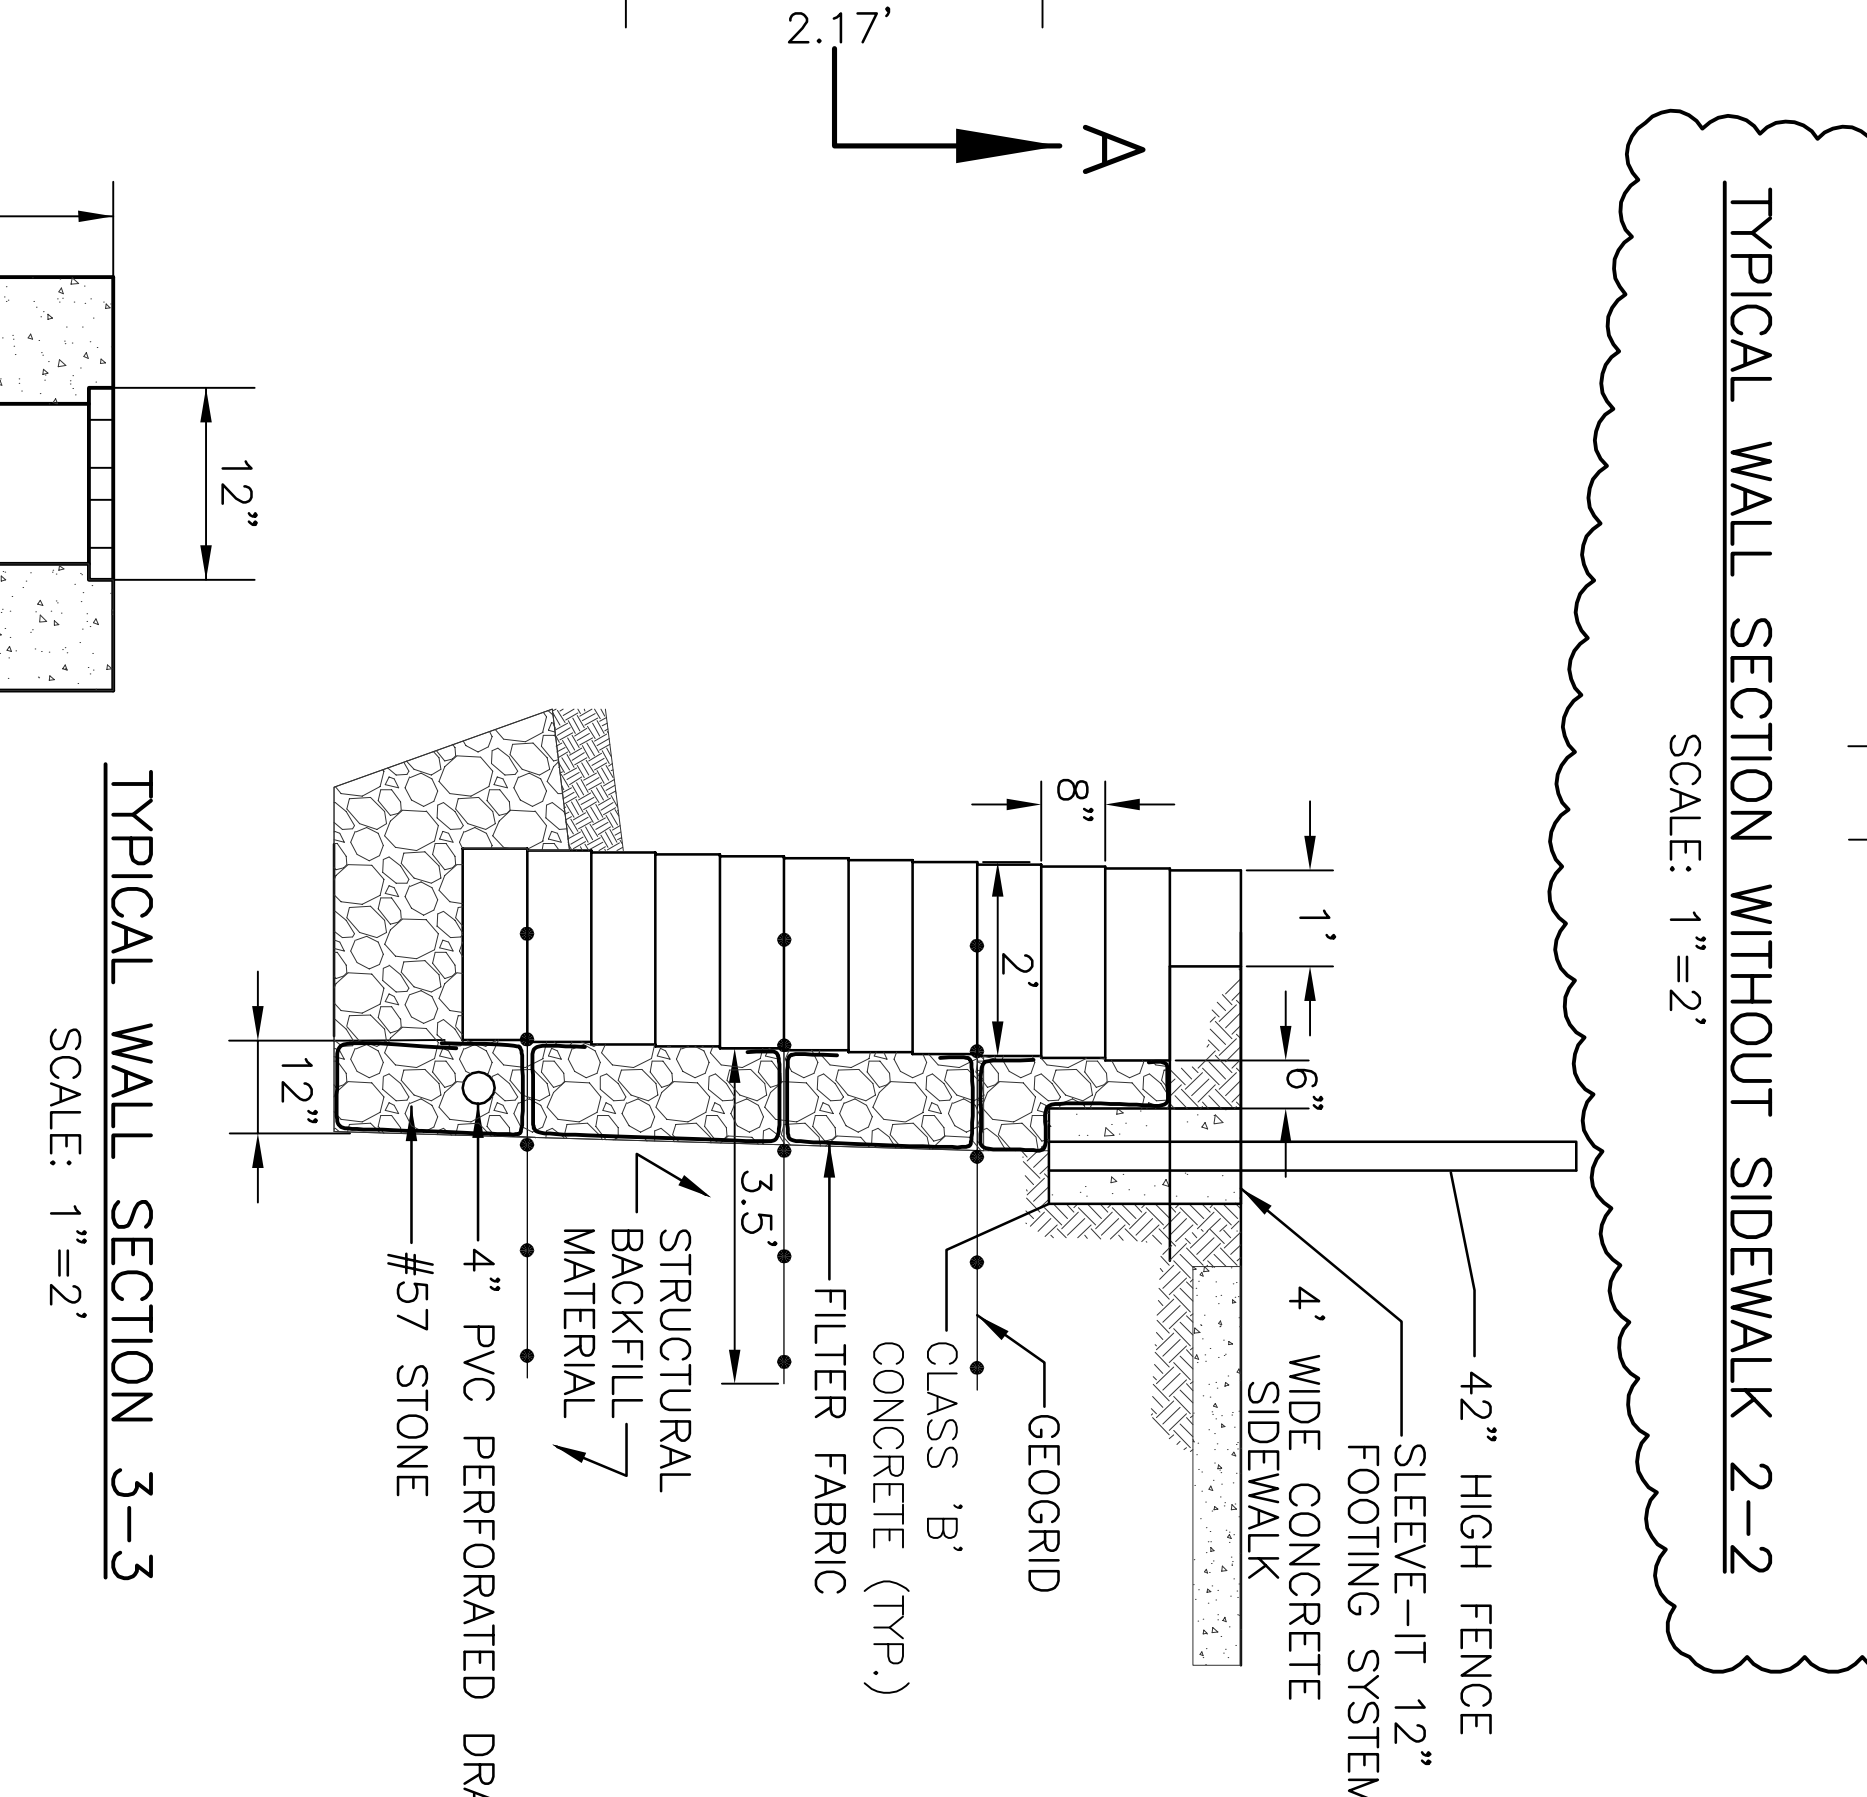 2.17'
A
TYPICAL WALL SECTION WITHOUT SIDEWALK 2-2
SCALE: 1"=2'
12"
8"
1'
2'
6"
12"
3.5'
42" HIGH FENCE
SLEEVE-IT 12"
FOOTING SYSTEM
4' WIDE CONCRETE
SIDEWALK
GEOGRID
CLASS 'B'
CONCRETE (TYP.)
FILTER FABRIC
STRUCTURAL
BACKFILL
MATERIAL
4" PVC PERFORATED DRA
#57 STONE
TYPICAL WALL SECTION 3-3
SCALE: 1"=2'